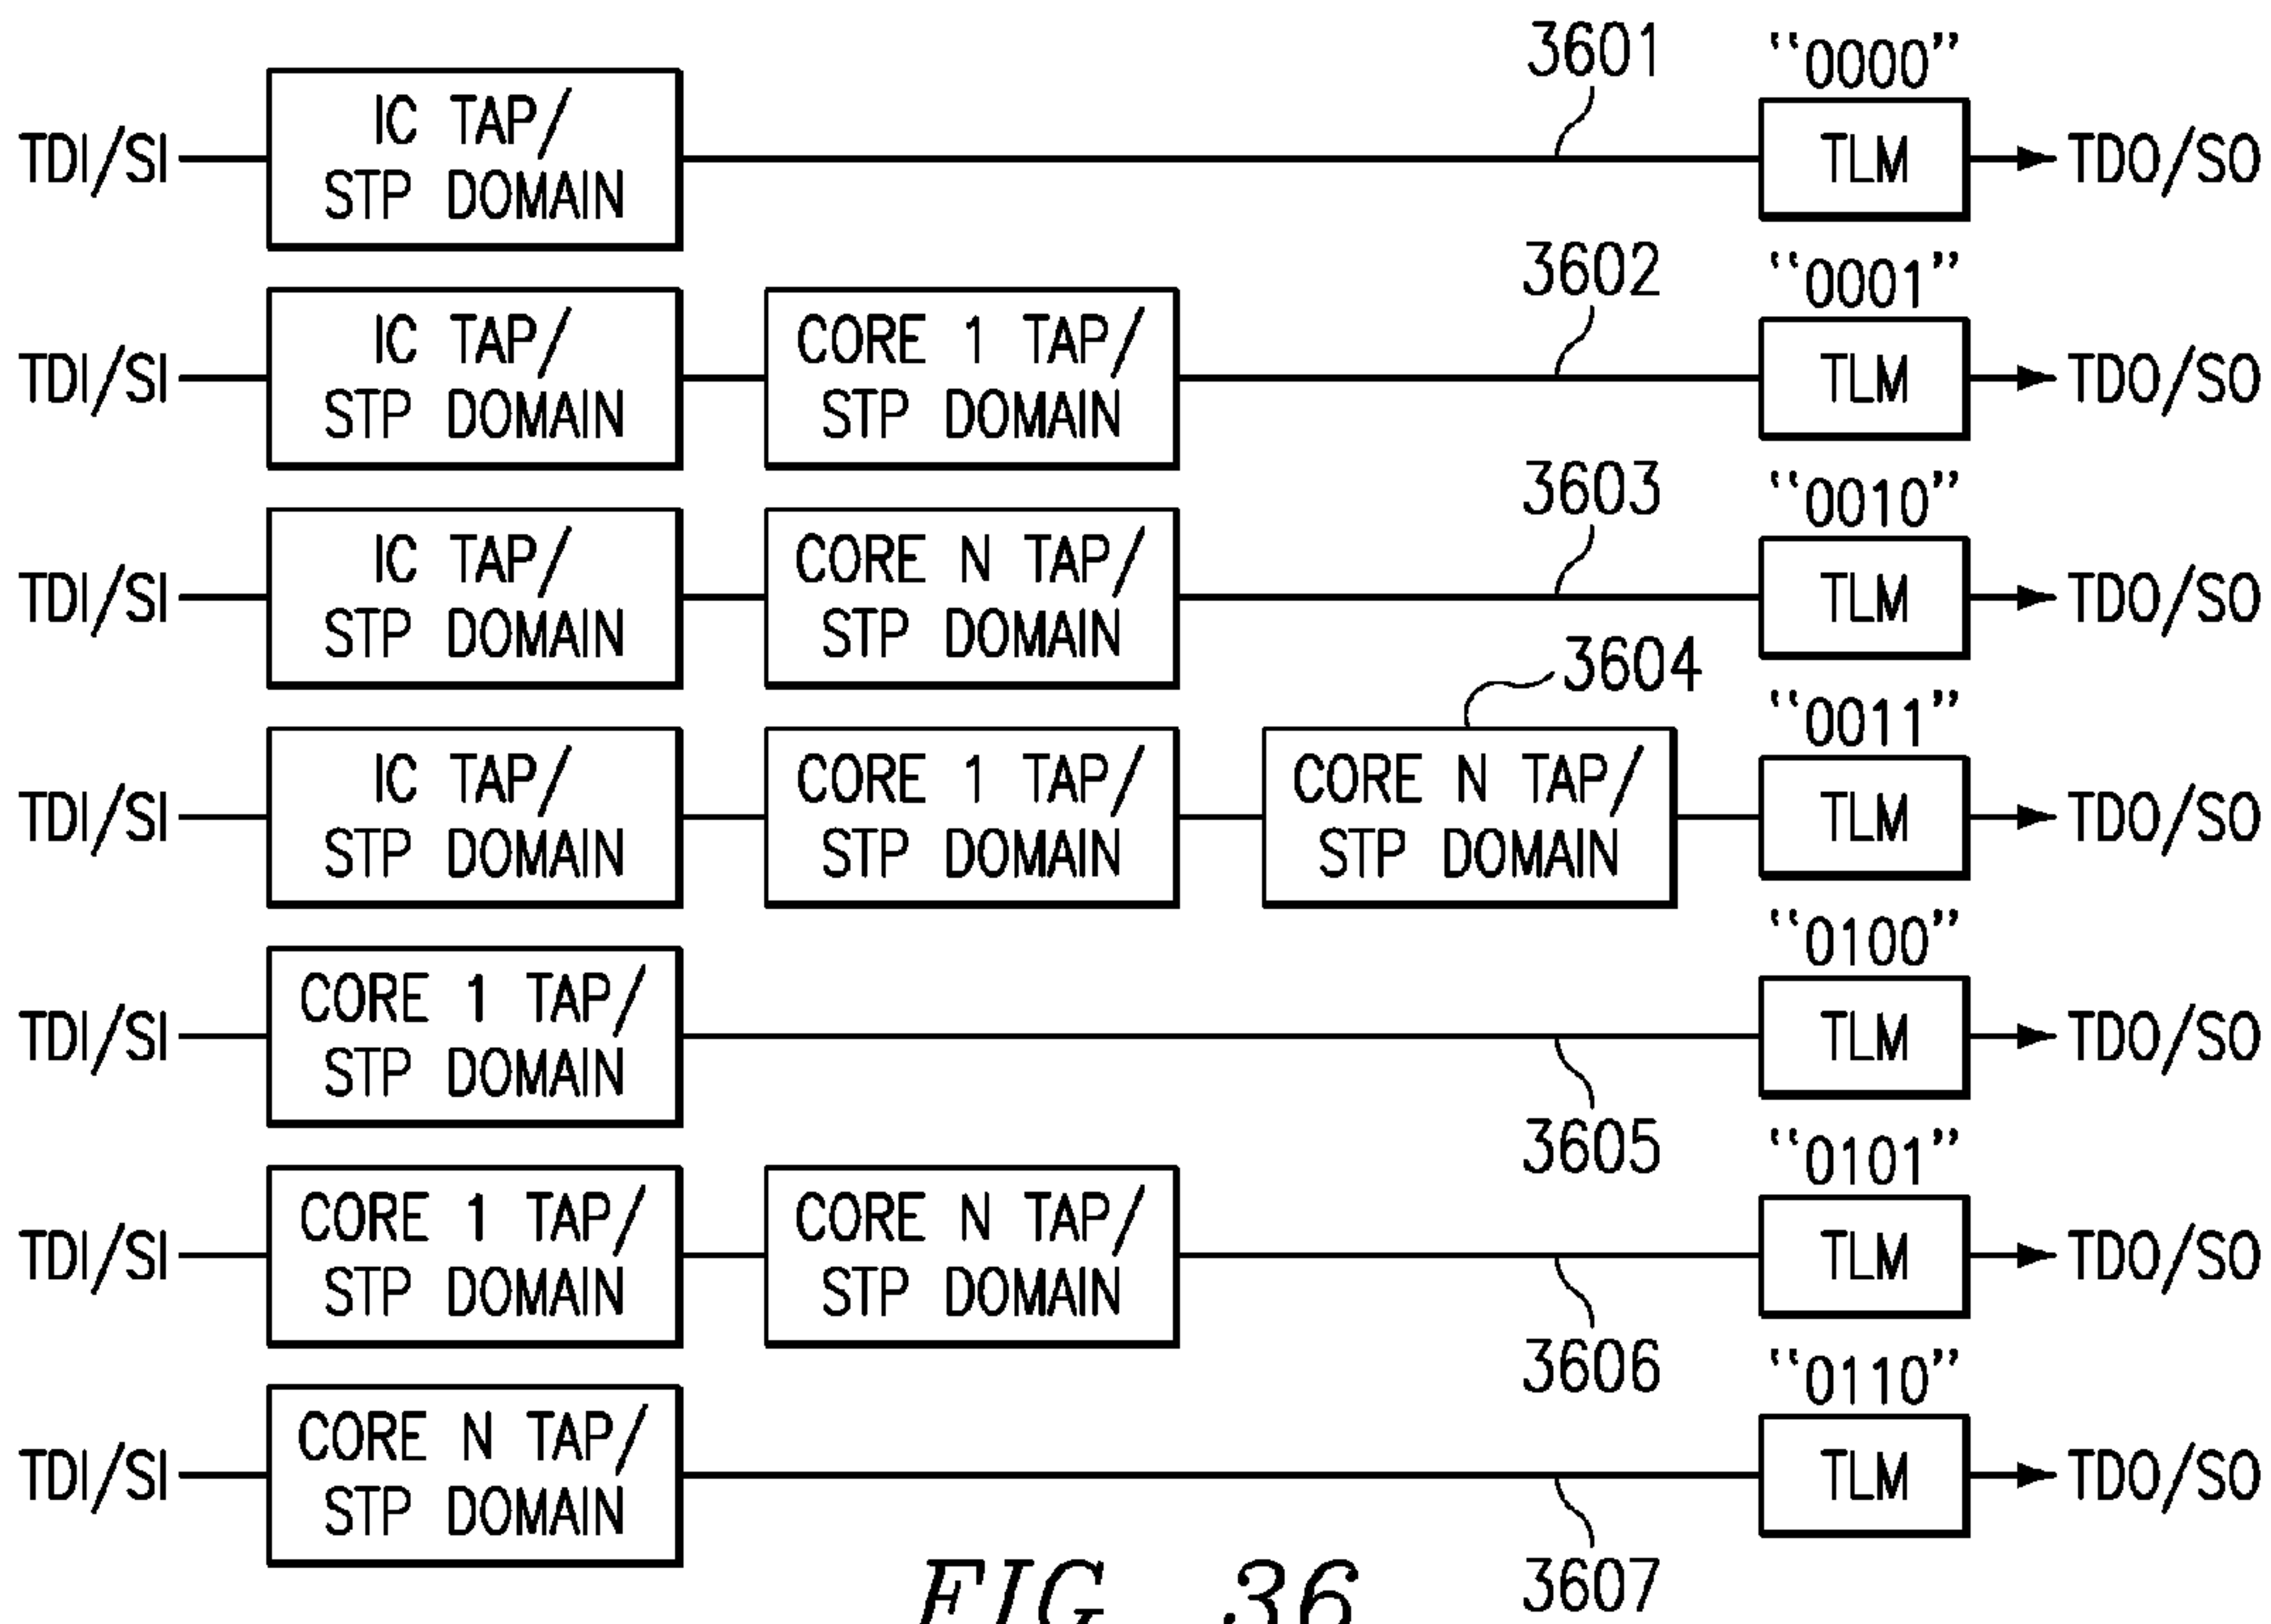 3601 “0000”
TDI/SI IC TAP/ STP DOMAIN TLM TDO/SO
3602 “0001”
TDI/SI IC TAP/ STP DOMAIN CORE 1 TAP/ STP DOMAIN TLM TDO/SO
3603 “0010”
TDI/SI IC TAP/ STP DOMAIN CORE N TAP/ STP DOMAIN TLM TDO/SO
3604 “0011”
TDI/SI IC TAP/ STP DOMAIN CORE 1 TAP/ STP DOMAIN CORE N TAP/ STP DOMAIN TLM TDO/SO
“0100”
TDI/SI CORE 1 TAP/ STP DOMAIN TLM TDO/SO
3605 “0101”
TDI/SI CORE 1 TAP/ STP DOMAIN CORE N TAP/ STP DOMAIN TLM TDO/SO
3606 “0110”
TDI/SI CORE N TAP/ STP DOMAIN TLM TDO/SO
3607
FIG. 36